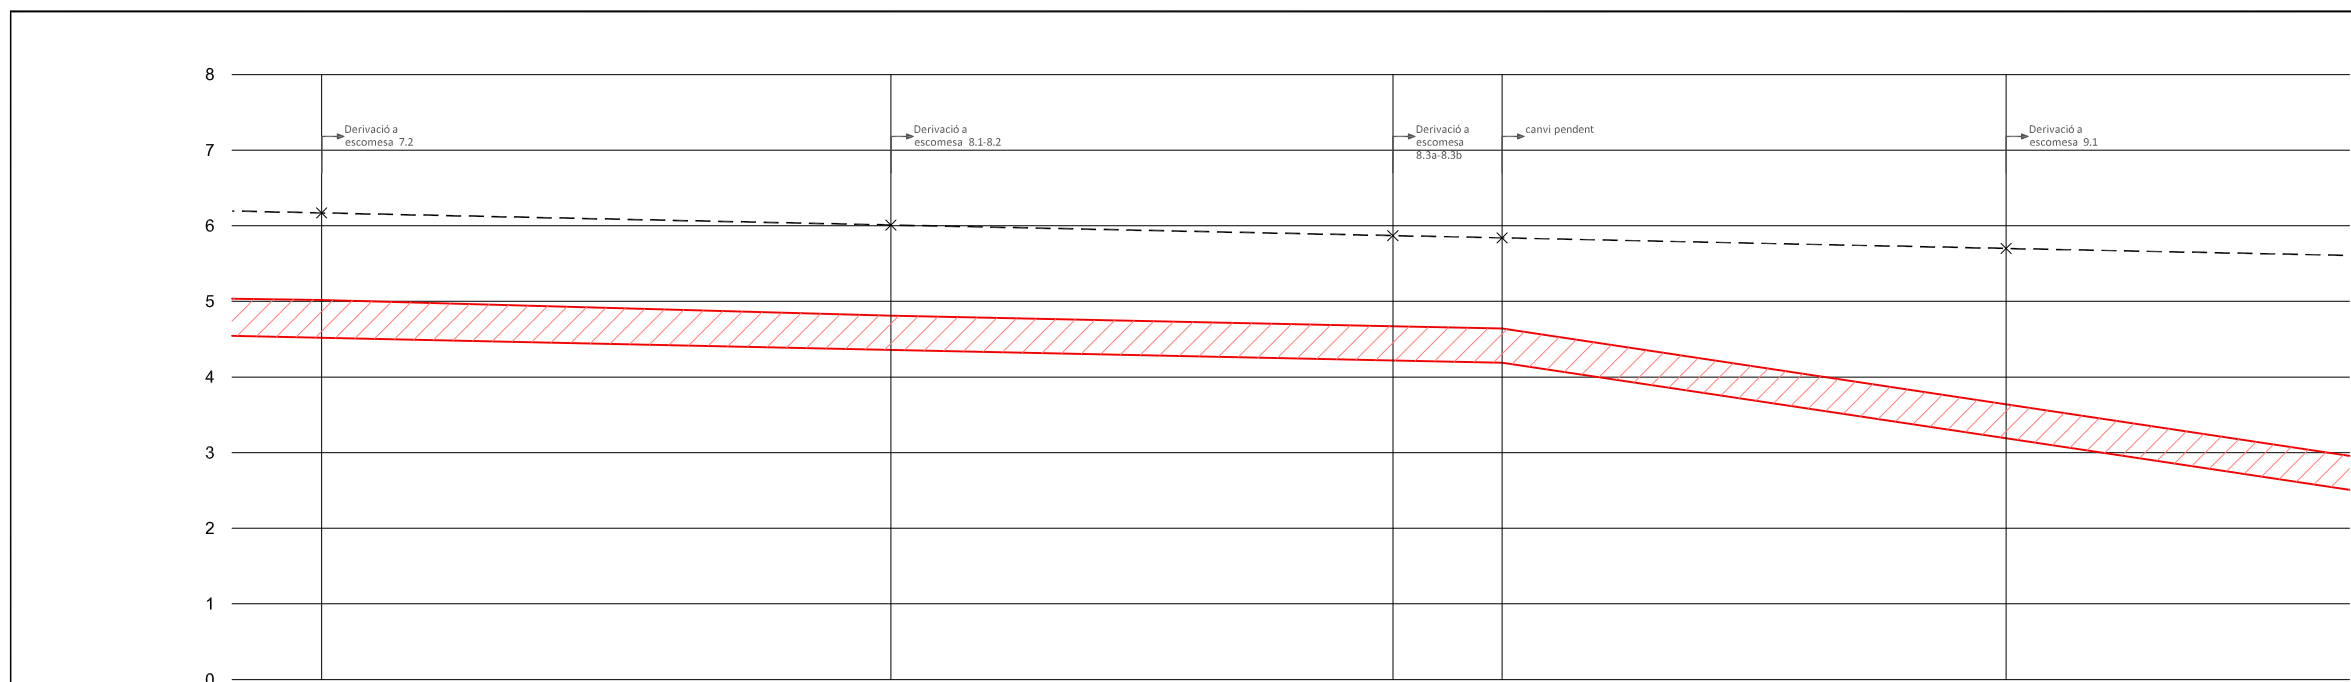 8
Derivació a
escomesa 7.2
Derivació a
escomesa 8.1-8.2
Derivació a
escomesa
8.3a-8.3b
canvi pendent
Derivació a
escomesa 9.1
7
6
5
4
3
2
1
0